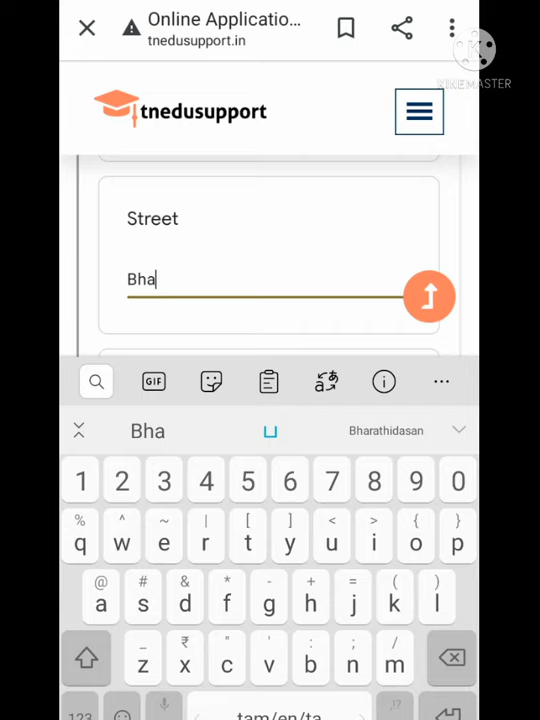 Online Applicatio...
tnedusupport.in
KINEMASTER
tnedusupport
Street
Bha
GIF
Bha ப Bharathidasan
1 2 3 4 5 6 7 8 9 0
% ^ ~ | [ ] < > { }
q w e r t y u i o p
@ # & * - + = ( )
a s d f g h j k l
_ ₹ " ' : ; /
z x c v b n m
,!?
123 tam/en/ta